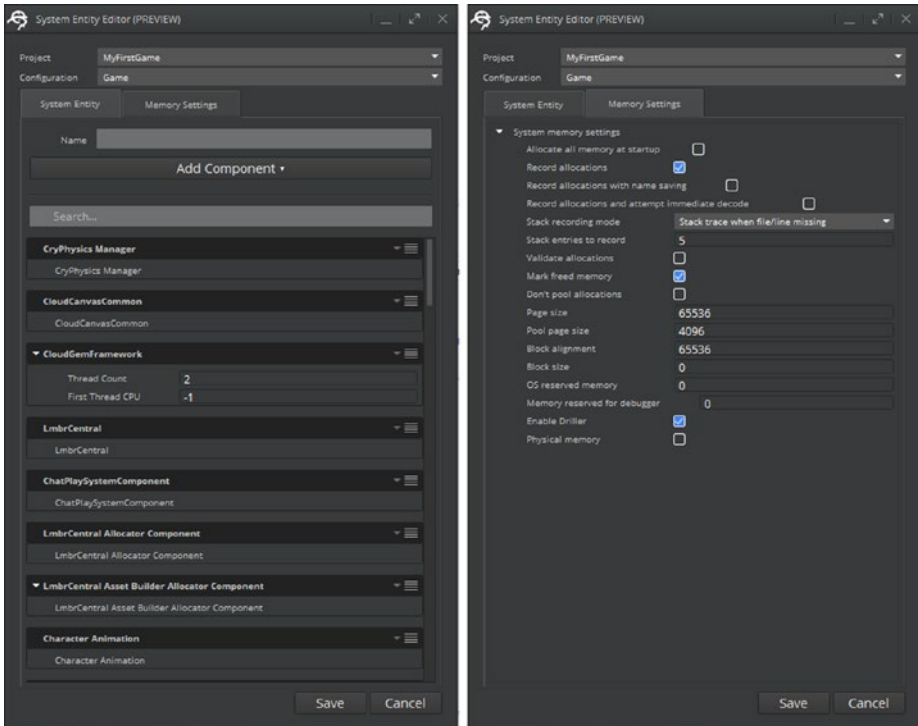 System Entity Editor (PREVIEW)
Project MyFirstGame
Configuration Game
System Entity Memory Settings
Name
Add Component
Search...
CryPhysics Manager
CryPhysics Manager
CloudCanvasCommon
CloudCanvasCommon
CloudGemFramework
Thread Count 2
First Thread CPU -1
LmbrCentral
LmbrCentral
ChatPlaySystemComponent
ChatPlaySystemComponent
LmbrCentral Allocator Component
LmbrCentral Allocator Component
LmbrCentral Asset Builder Allocator Component
LmbrCentral Asset Builder Allocator Component
Character Animation
Character Animation
Save Cancel
System Entity Editor (PREVIEW)
Project MyFirstGame
Configuration Game
System Entity Memory Settings
System memory settings
Allocate all memory at startup
Record allocations
Record allocations with name saving
Record allocations and attempt immediate decode
Stack recording mode Stack trace when file/line missing
Stack entries to record 5
Validate allocations
Mark freed memory
Don't pool allocations
Page size 65536
Pool page size 4096
Block alignment 65536
Block size 0
OS reserved memory 0
Memory reserved for debugger 0
Enable Driller
Physical memory
Save Cancel